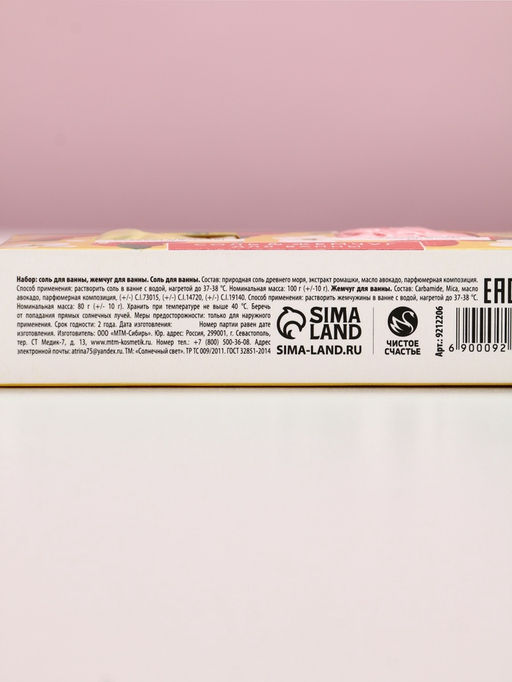 Набор: соль для ванны, жемчуг для ванны. Соль для ванны. Состав: природная соль древнего моря, экстракт ромашки, масло авокадо, парфюмерная композиция.
Способ применения: растворить соль в ванне с водой, нагретой до 37-38 °С. Номинальная масса: 100 г (+/-10 г). Жемчуг для ванны. Состав: Carbamide, Mica, масло
авокадо, парфюмерная композиция, (+/-) C.I.73015, (+/-) C.I.14720, (+/-) C.I.19140. Способ применения: растворить жемчужины в ванне с водой, нагретой до 37-38 °С.
Номинальная масса: 80 г (+/- 10 г). Хранить при температуре не выше 40 °С. Беречь
от попадания прямых солнечных лучей. Меры предосторожности: только для наружного
применения. Срок годности: 2 года. Дата изготовления: Номер партии равен дате
изготовления. Изготовитель: ООО «МТМ-Сибирь». Юр. адрес: Россия, 299001, г. Севастополь,
тер. СТ Медик-7, д. 13, www.mtm-kosmetik.ru. Номер тел.: +7 (800) 500-36-08. Адрес
электронной почты: atrina75@yandex.ru. ТМ: «Солнечный свет». ТР ТС 009/2011. ГОСТ 32851-2014
SIMA
LAND
SIMA-LAND.RU
ЧИСТОЕ
СЧАСТЬЕ
Арт.: 9212206
EAC
6 900092